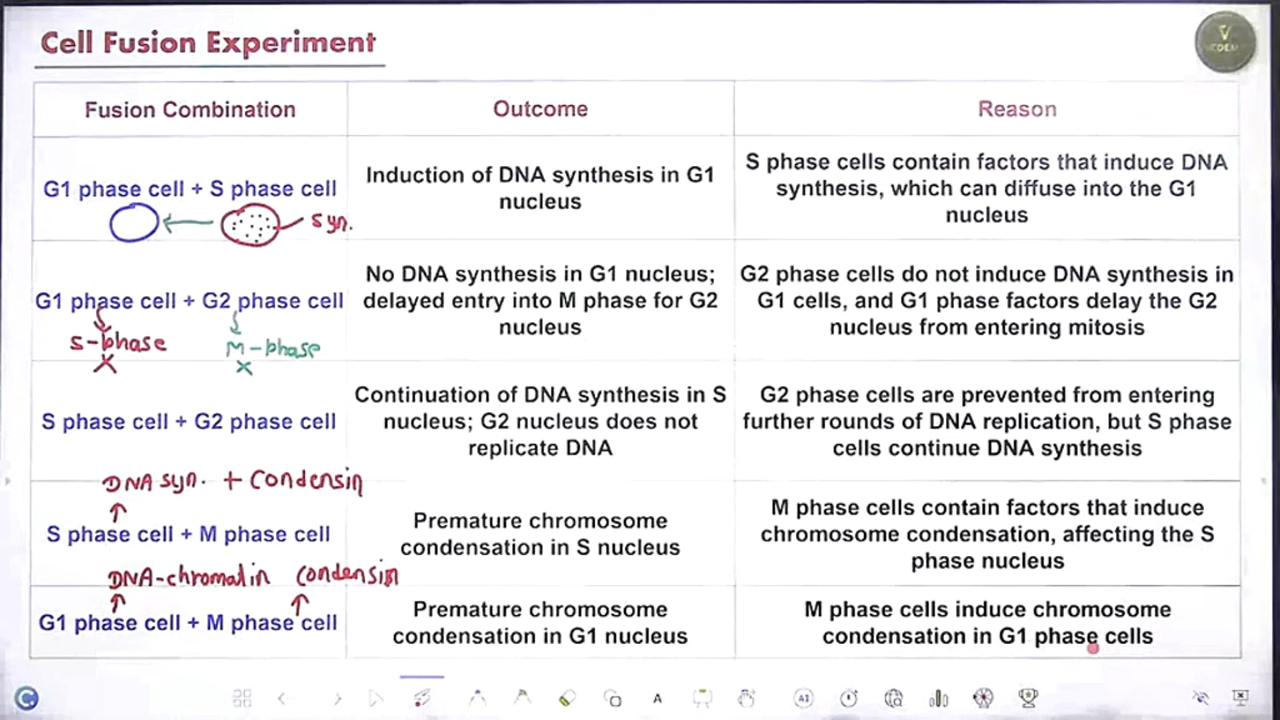 Cell Fusion Experiment
V
VEDEMY
Fusion Combination
Outcome
Reason
G1 phase cell + S phase cell
Syn.
Induction of DNA synthesis in G1
nucleus
S phase cells contain factors that induce DNA
synthesis, which can diffuse into the G1
nucleus
G1 phase cell + G2 phase cell
S-phase
M-phase
No DNA synthesis in G1 nucleus;
delayed entry into M phase for G2
nucleus
G2 phase cells do not induce DNA synthesis in
G1 cells, and G1 phase factors delay the G2
nucleus from entering mitosis
S phase cell + G2 phase cell
Continuation of DNA synthesis in S
nucleus; G2 nucleus does not
replicate DNA
G2 phase cells are prevented from entering
further rounds of DNA replication, but S phase
cells continue DNA synthesis
DNA syn. + Condensin
S phase cell + M phase cell
Premature chromosome
condensation in S nucleus
M phase cells contain factors that induce
chromosome condensation, affecting the S
phase nucleus
DNA-chromatin Condensin
G1 phase cell + M phase cell
Premature chromosome
condensation in G1 nucleus
M phase cells induce chromosome
condensation in G1 phase cells
A
AI